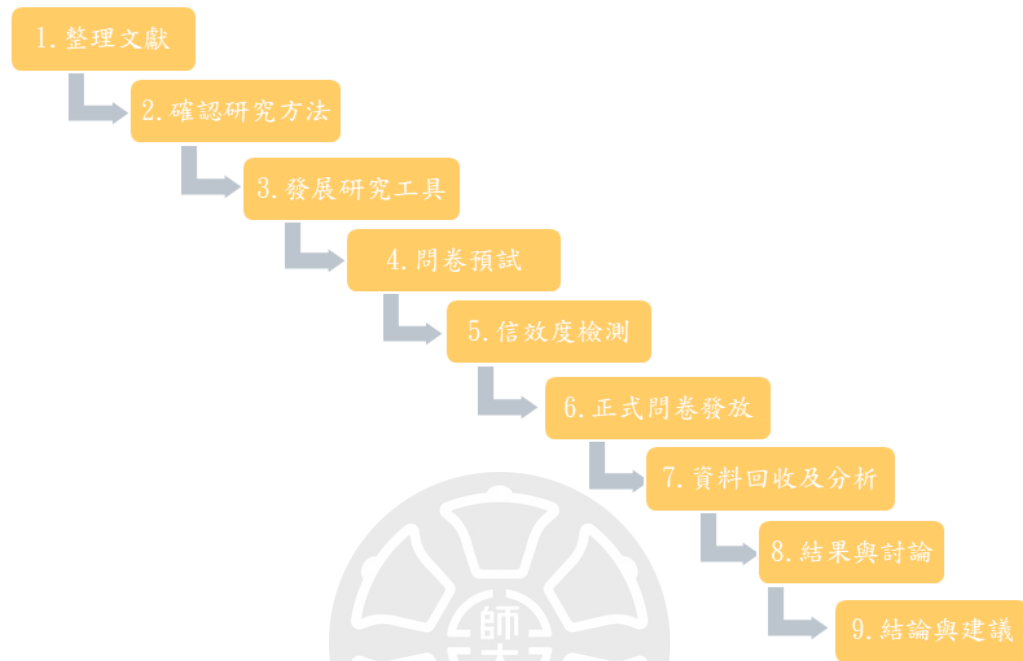 1.整理文獻
2.確認研究方法
3.發展研究工具
4.問卷預試
5.信效度檢測
6.正式問卷發放
7.資料回收及分析
8.結果與討論
9.結論與建議
師大